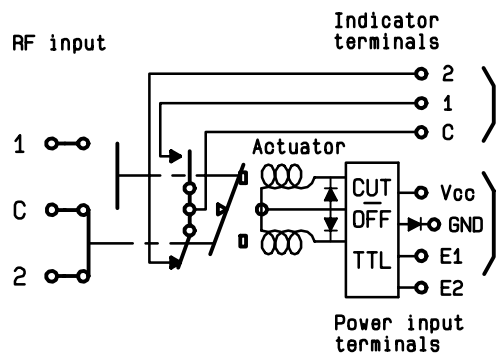 Indicator
terminals
RF input
2
1
C
Actuator
1
C
2
CUT
OFF
TTL
Vcc
GND
E1
E2
Power input
terminals